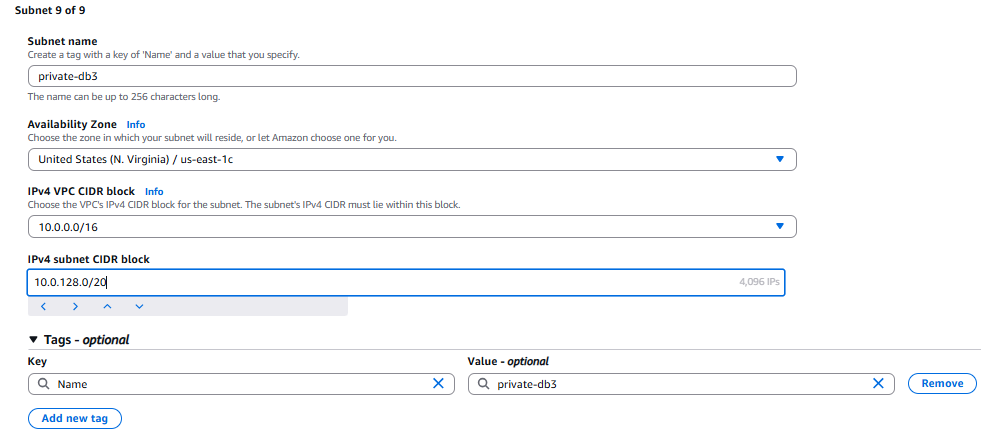 Subnet 9 of 9
Subnet name
Create a tag with a key of 'Name' and a value that you specify.
private-db3
The name can be up to 256 characters long.
Availability Zone Info
Choose the zone in which your subnet will reside, or let Amazon choose one for you.
United States (N. Virginia) / us-east-1c
IPv4 VPC CIDR block Info
Choose the VPC's IPv4 CIDR block for the subnet. The subnet's IPv4 CIDR must lie within this block.
10.0.0.0/16
IPv4 subnet CIDR block
10.0.128.0/20 4,096 IPs
Tags - optional
Key Value - optional
Name private-db3 Remove
Add new tag